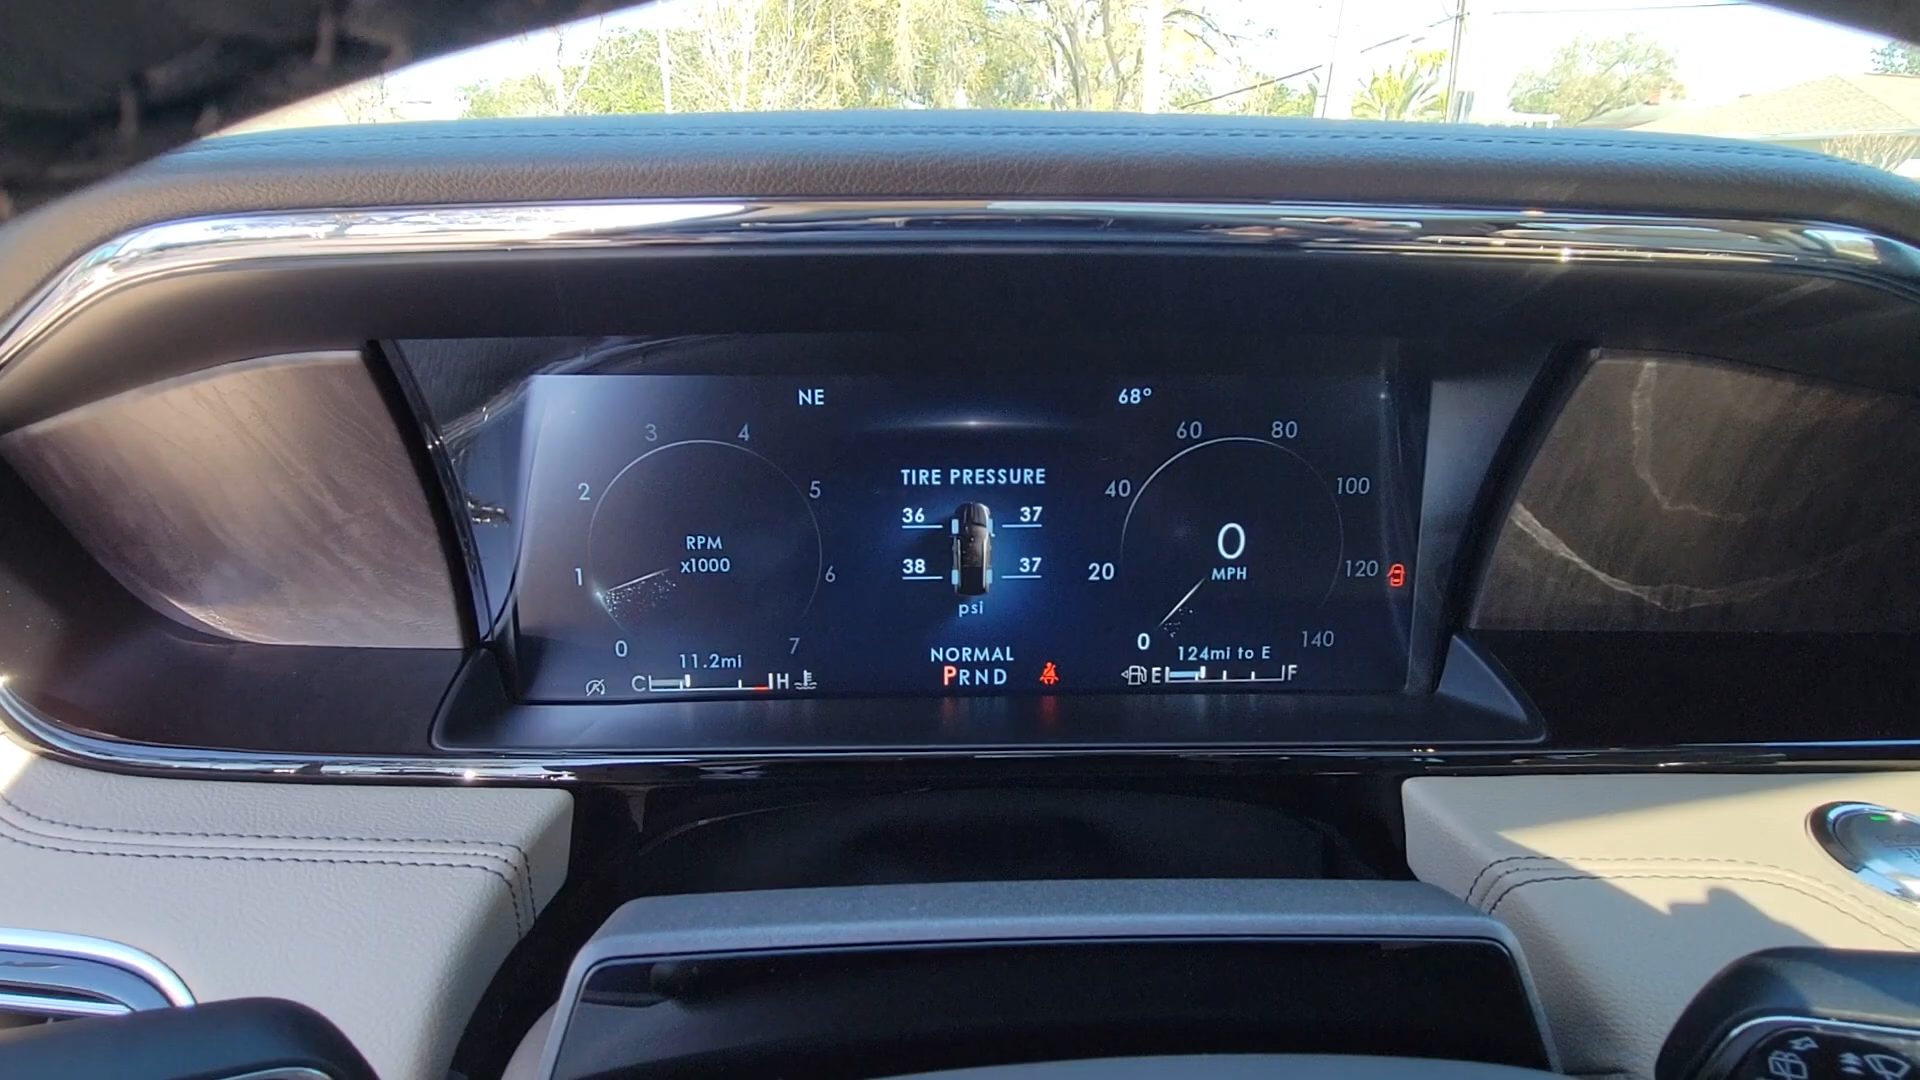 NE
68°
3
4
2
5
RPM
x1000
1
6
0
7
11.2mi
C
H
TIRE PRESSURE
36
37
38
37
psi
NORMAL
PRND
60
80
40
100
0
MPH
20
120
0
140
124mi to E
E
F